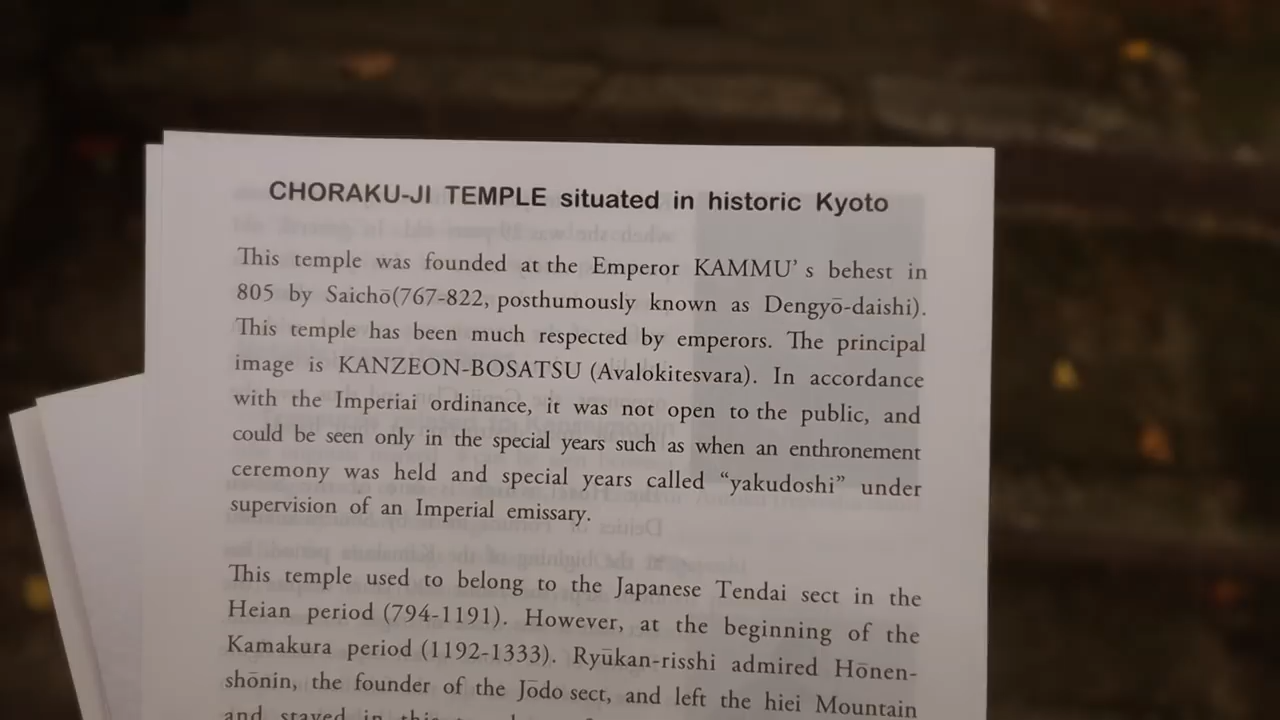 CHORAKU-JI TEMPLE situated in historic Kyoto
This temple was founded at the Emperor KAMMU' s behest in
805 by Saichō(767-822, posthumously known as Dengyō-daishi).
This temple has been much respected by emperors. The principal
image is KANZEON-BOSATSU (Avalokitesvara). In accordance
with the Imperiai ordinance, it was not open to the public, and
could be seen only in the special years such as when an enthronement
ceremony was held and special years called “yakudoshi” under
supervision of an Imperial emissary.
This temple used to belong to the Japanese Tendai sect in the
Heian period (794-1191). However, at the beginning of the
Kamakura period (1192-1333). Ryūkan-risshi admired Hōnen-
shōnin, the founder of the Jōdo sect, and left the hiei Mountain
and stayed in this